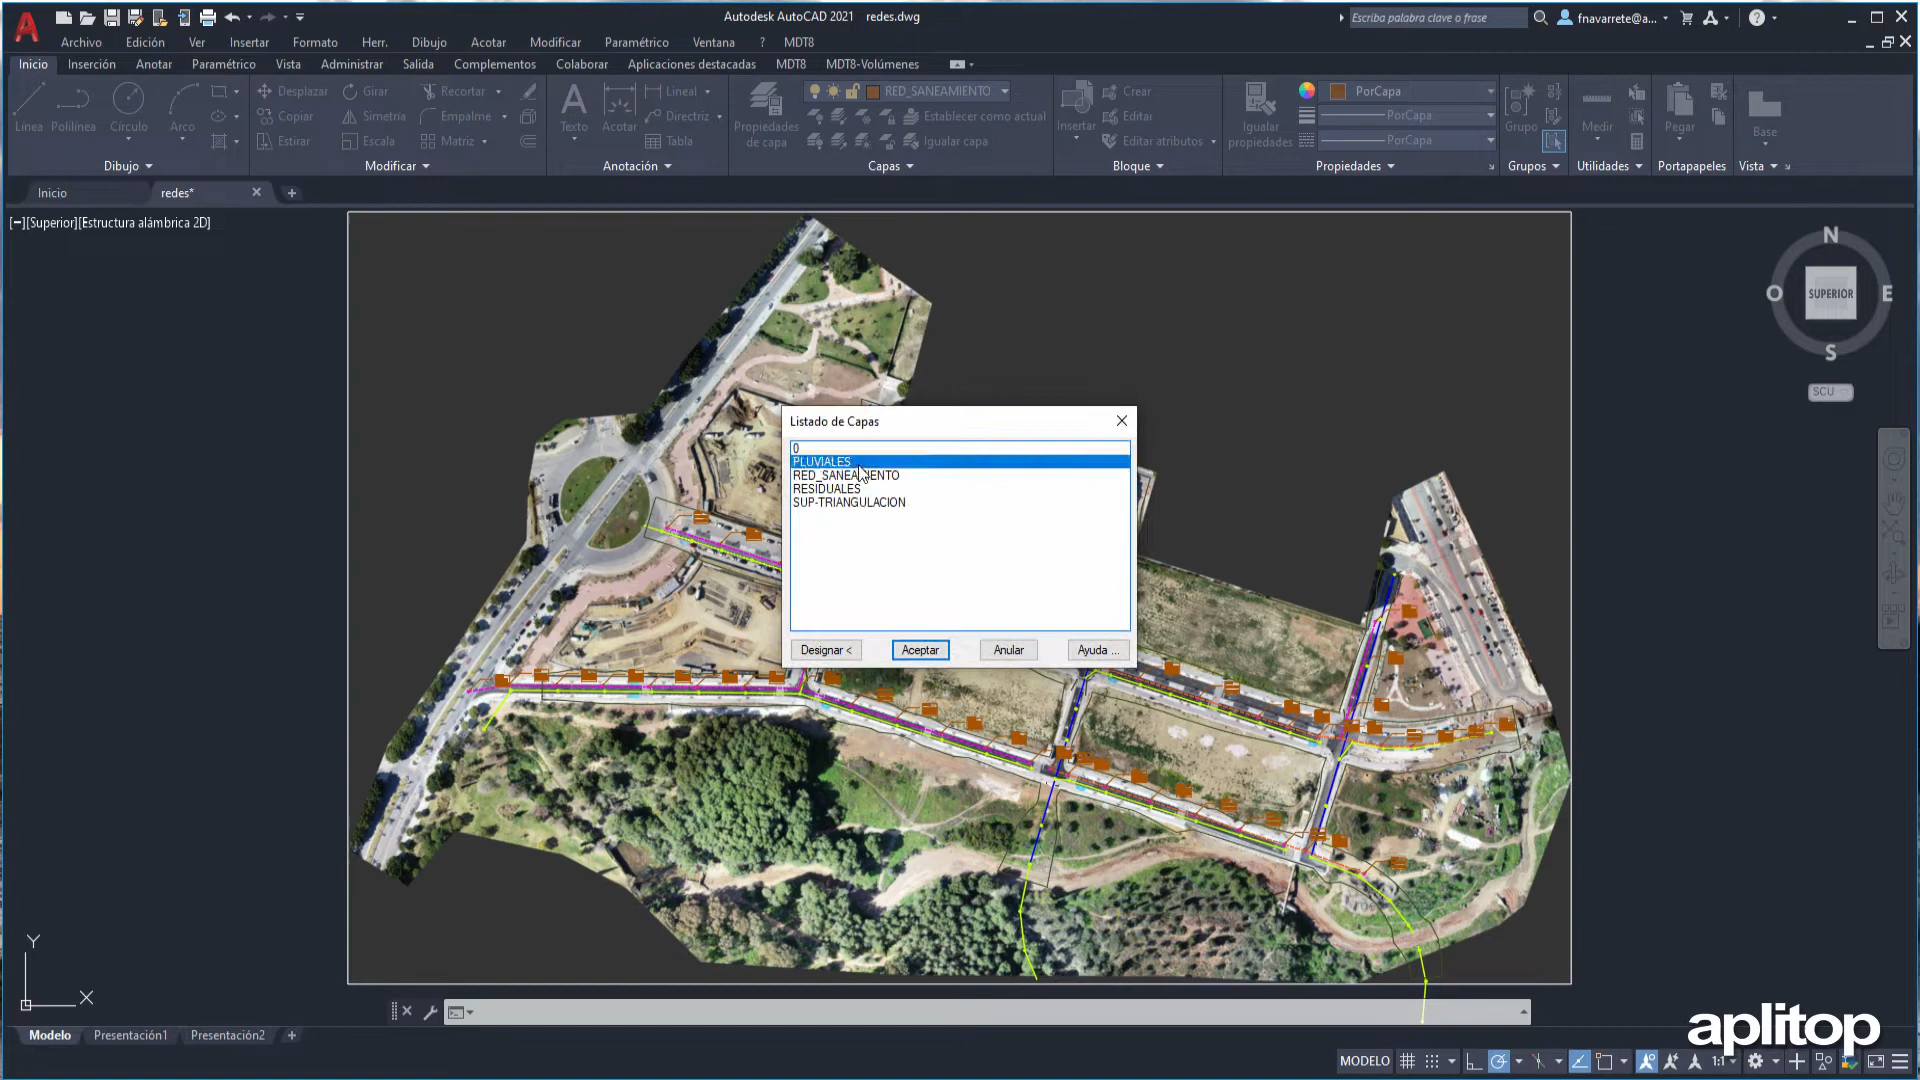 Autodesk AutoCAD 2021 redes.dwg
Escriba palabra clave o frase
fnavarrete@a...
Archivo Edición Ver Insertar Formato Herr. Dibujo Acotar Modificar Paramétrico Ventana ? MDT8
Inicio Inserción Anotar Paramétrico Vista Administrar Salida Complementos Colaborar Aplicaciones destacadas MDT8 MDT8-Volúmenes
Línea Polilínea Círculo Arco
Desplazar Girar Recortar
Copiar Simetría Empalme
Estirar Escala Matriz
Texto Acotar
Lineal
Directriz
Tabla
Propiedades de capa
RED_SANEAMIENTO
Establecer como actual
Igualar capa
Insertar
Crear
Editar
Editar atributos
Igualar propiedades
PorCapa
PorCapa
PorCapa
Grupo
Medir
Pegar
Base
Dibujo Modificar Anotación Capas Bloque Propiedades Grupos Utilidades Portapapeles Vista
Inicio redes*
[−][Superior][Estructura alámbrica 2D]
N
O SUPERIOR E
S
SCU
Listado de Capas
0
PLUVIALES
RED_SANEAMIENTO
RESIDUALES
SUP-TRIANGULACION
Designar < Aceptar Anular Ayuda ...
Y
X
Modelo Presentación1 Presentación2
aplitop
MODELO 1:1